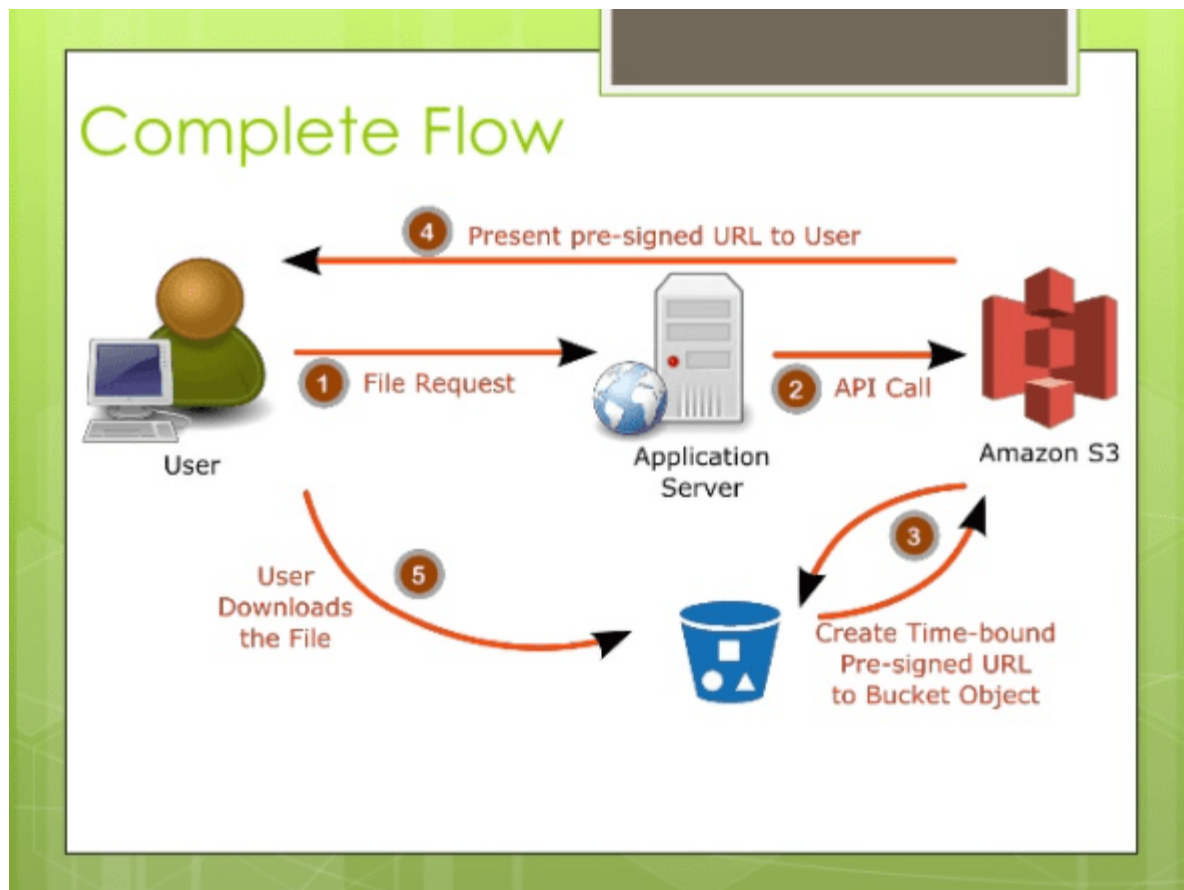 Complete Flow
4
Present pre-signed URL to User
1
File Request
2
API Call
User
Application
Server
Amazon S3
3
Create Time-bound
Pre-signed URL
to Bucket Object
5
User
Downloads
the File